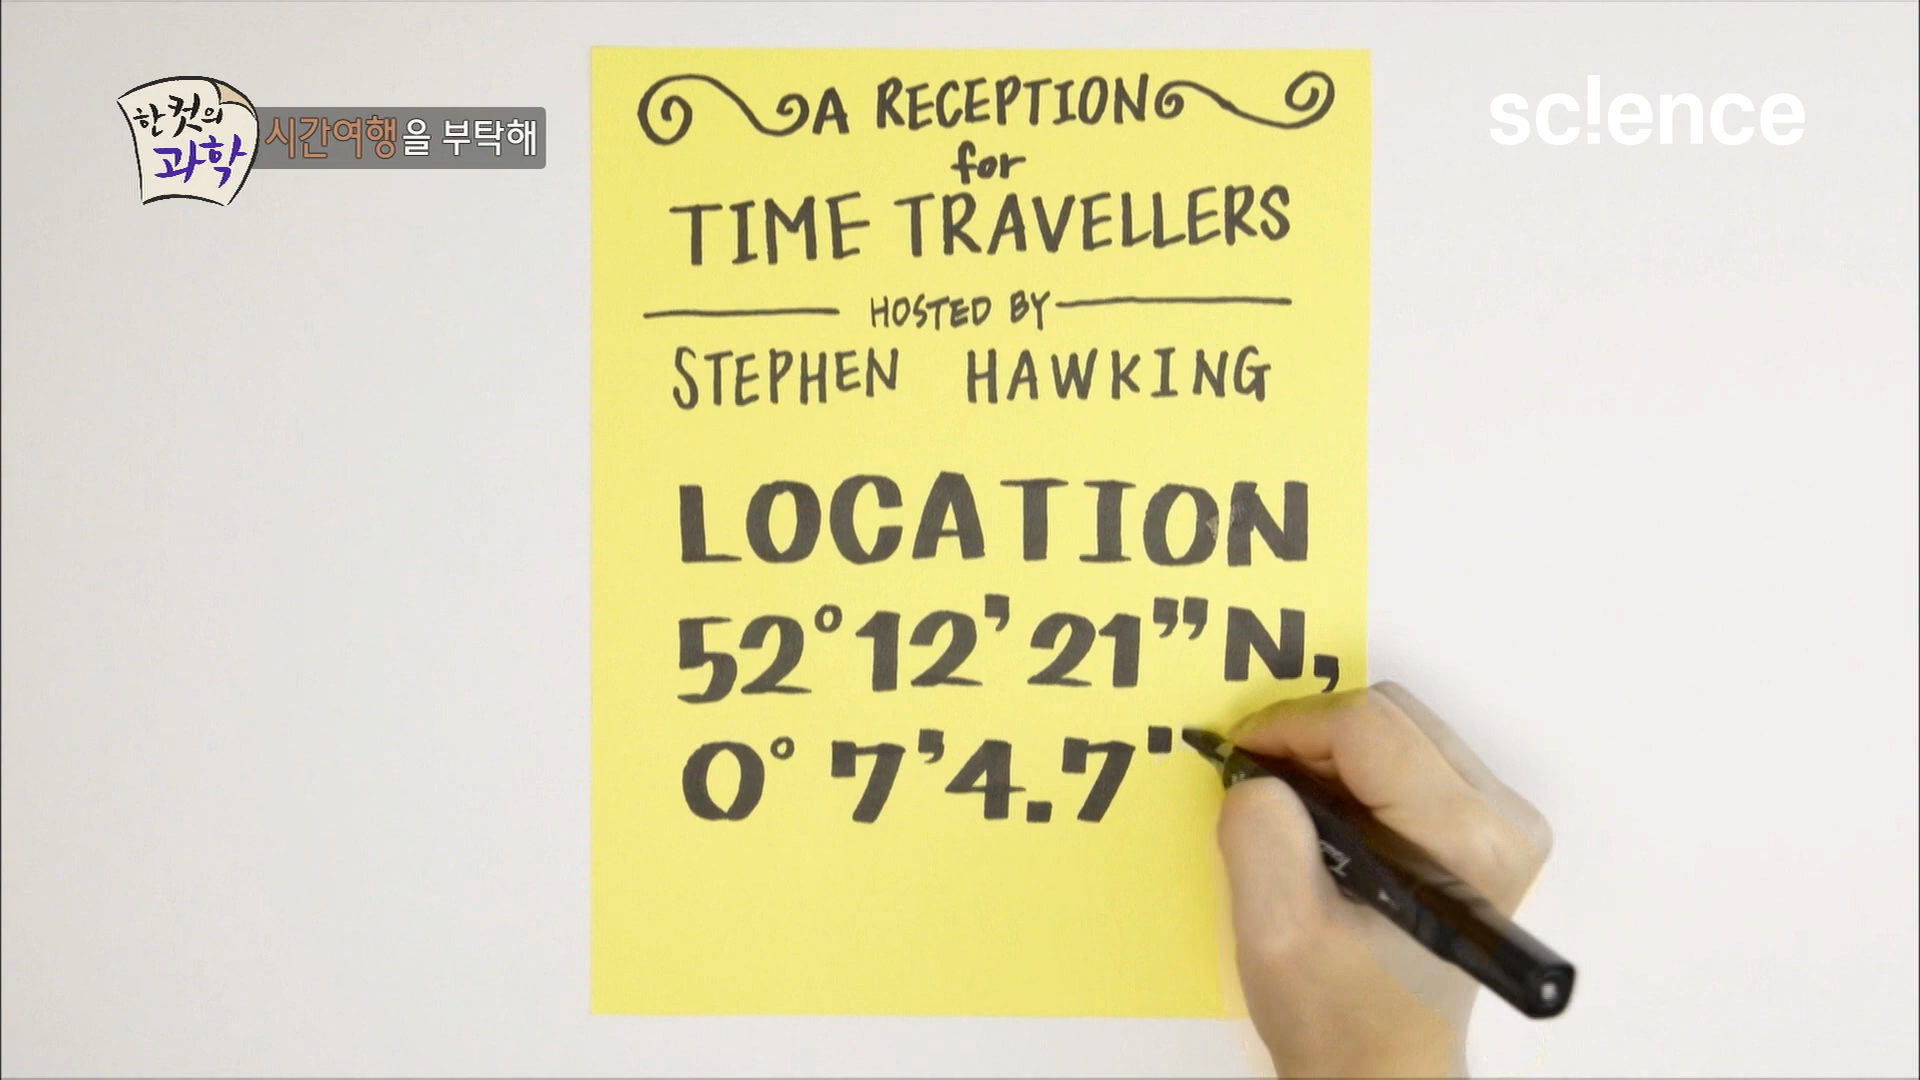 한 컷의
과학
시간여행을 부탁해
sc!ence
A RECEPTION
for
TIME TRAVELLERS
HOSTED BY
STEPHEN HAWKING
LOCATION
52°12’21”N,
0°7’4.7"